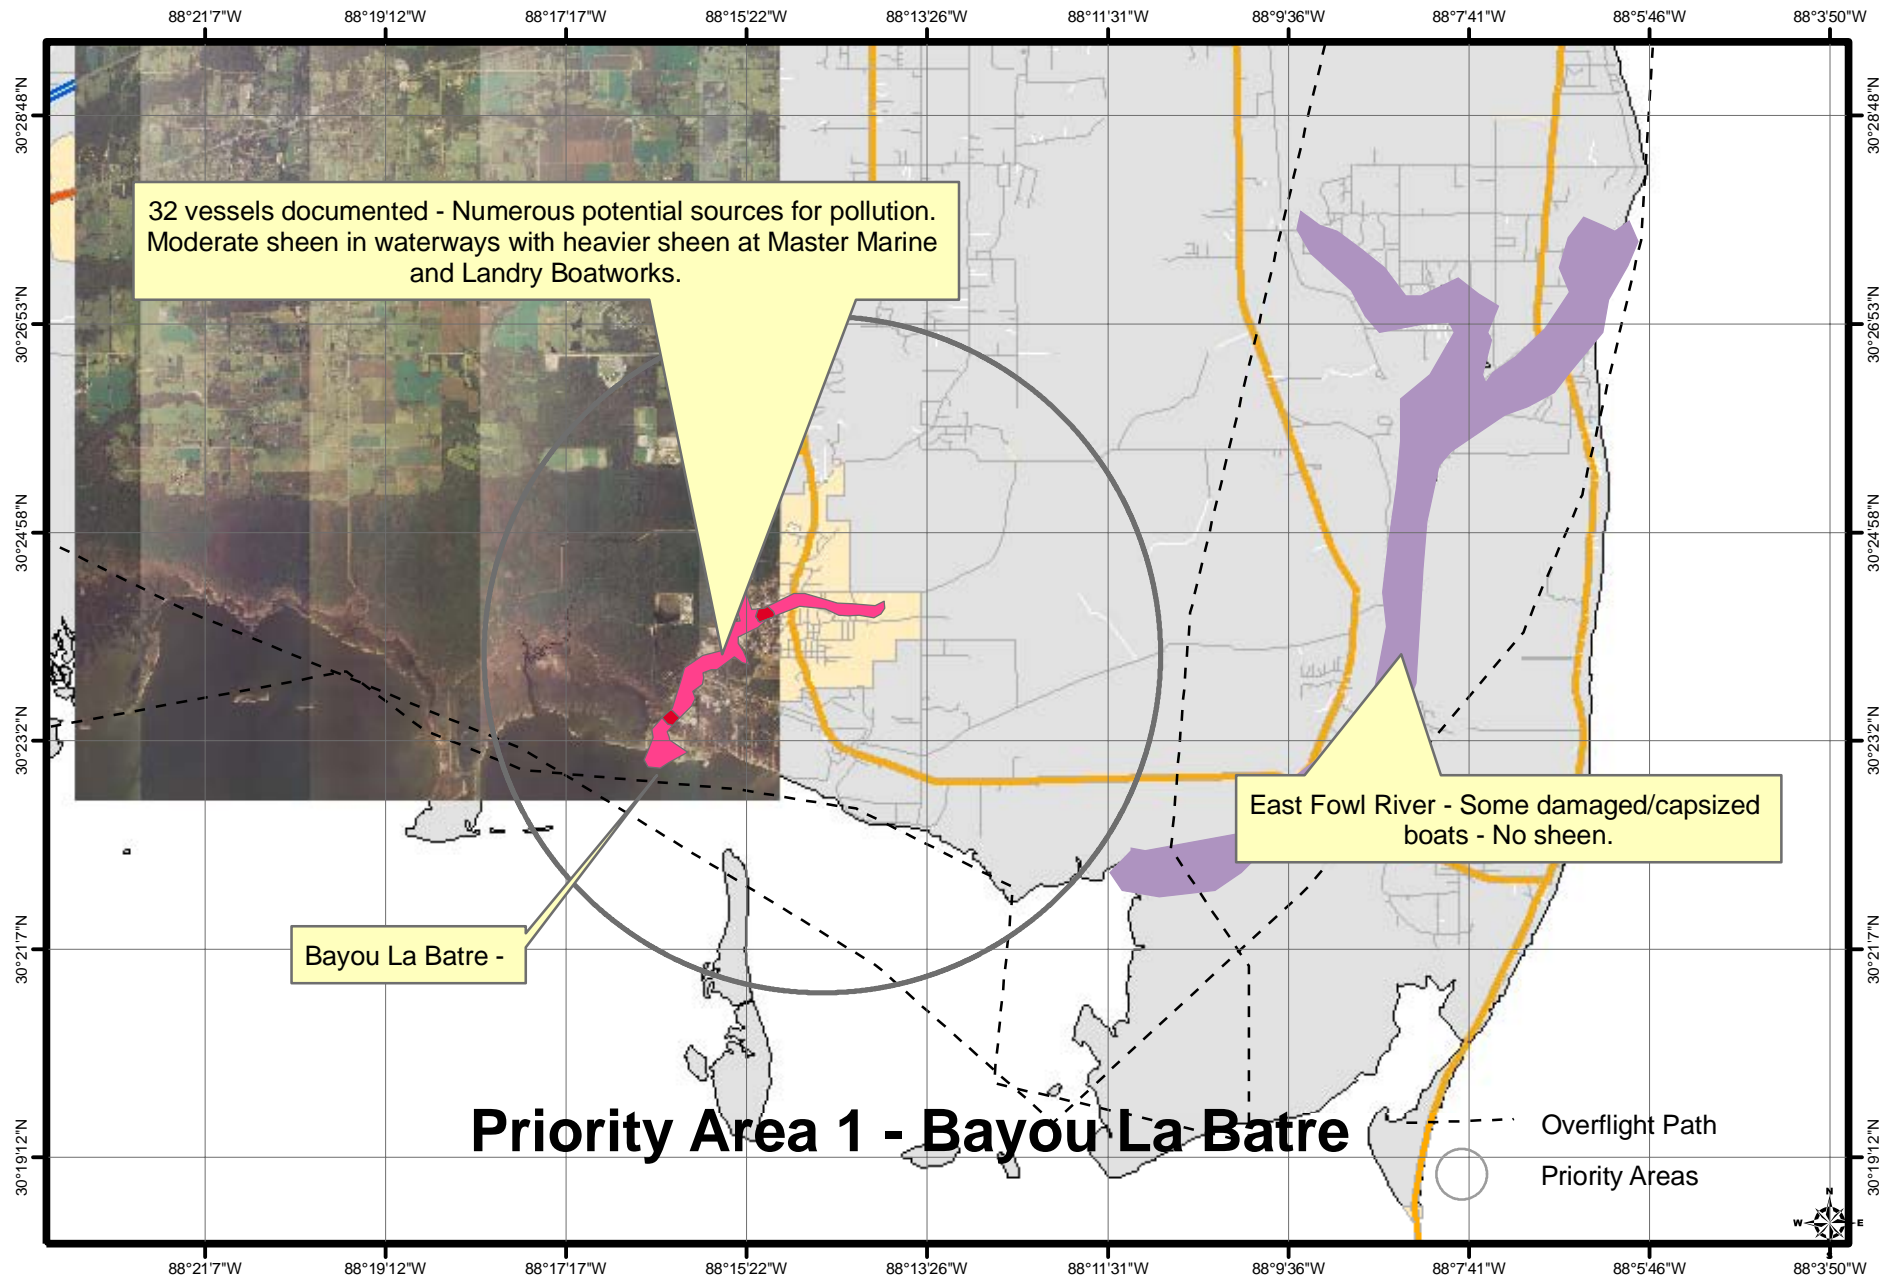 88°21'7"W 88°19'12"W 88°17'17"W 88°15'22"W 88°13'26"W 88°11'31"W 88°9'36"W 88°7'41"W 88°5'46"W 88°3'50"W
30°28'48"N 30°28'48"N
32 vessels documented - Numerous potential sources for pollution.
Moderate sheen in waterways with heavier sheen at Master Marine
and Landry Boatworks.
30°26'53"N 30°26'53"N
30°24'58"N 30°24'58"N
30°23'2"N 30°23'2"N
East Fowl River - Some damaged/capsized
boats - No sheen.
Bayou La Batre -
30°21'7"N 30°21'7"N
Priority Area 1 - Bayou La Batre
Overflight Path
30°19'12"N 30°19'12"N
Priority Areas
N
W E
S
88°21'7"W 88°19'12"W 88°17'17"W 88°15'22"W 88°13'26"W 88°11'31"W 88°9'36"W 88°7'41"W 88°5'46"W 88°3'50"W